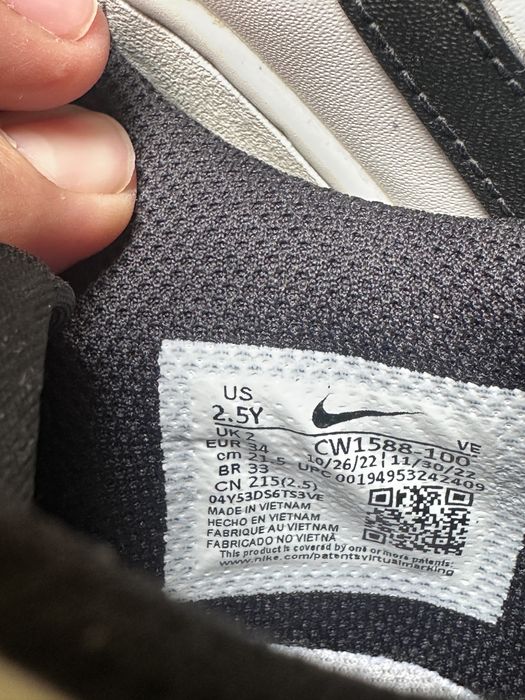 US
2.5Y
UK 2
EUR 34
cm 21.5
BR 33
CN 215(2.5)
CW1588-100
VE
10/26/22 | 11/30/22
UPC 00194953242409
04Y53DS6TS3VE
MADE IN VIETNAM
HECHO EN VIETNAM
FABRIQUE AU VIETNAM
FABRICADO NO VIETNÃ
This product is covered by one or more patents:
www.nike.com/patentsvirtualmarking